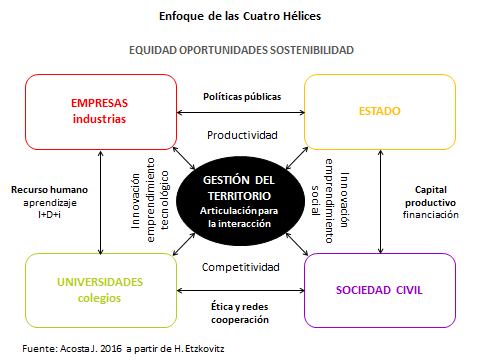 Enfoque de las Cuatro Hélices
EQUIDAD OPORTUNIDADES SOSTENIBILIDAD
EMPRESAS
industrias
Políticas públicas
ESTADO
Productividad
Recurso humano
aprendizaje
I+D+i
Innovación
emprendimiento
tecnológico
GESTIÓN DEL
TERRITORIO
Articulación para
la interacción
Innovación
emprendimiento
social
Capital
productivo
financiación
UNIVERSIDADES
colegios
Competitividad
SOCIEDAD CIVIL
Ética y redes
cooperación
Fuente: Acosta J. 2016 a partir de H. Etzkovitz